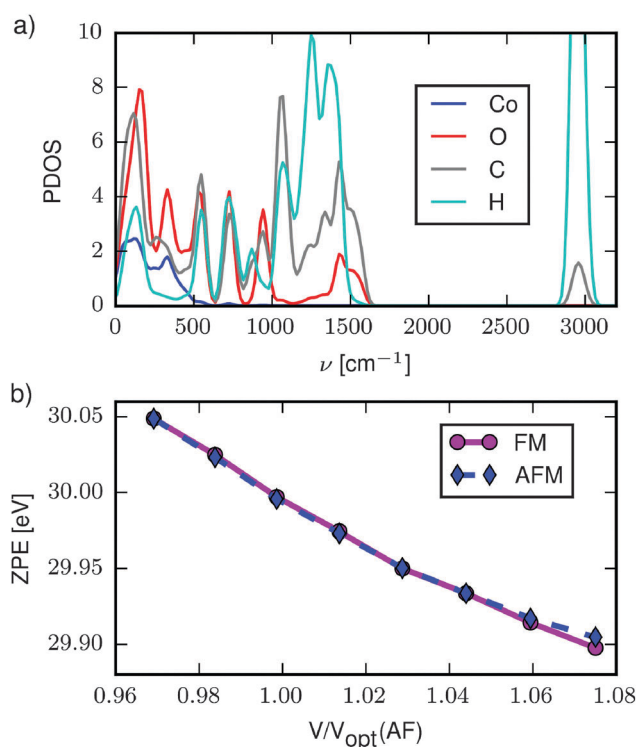 a)
PDOS
10
8
6
4
2
0
Co
O
C
H
0 500 1000 1500 2000 2500 3000
ν [cm⁻¹]
b)
ZPE [eV]
30.05
30.00
29.95
29.90
FM
AFM
0.96 0.98 1.00 1.02 1.04 1.06 1.08
V/Vopt(AF)